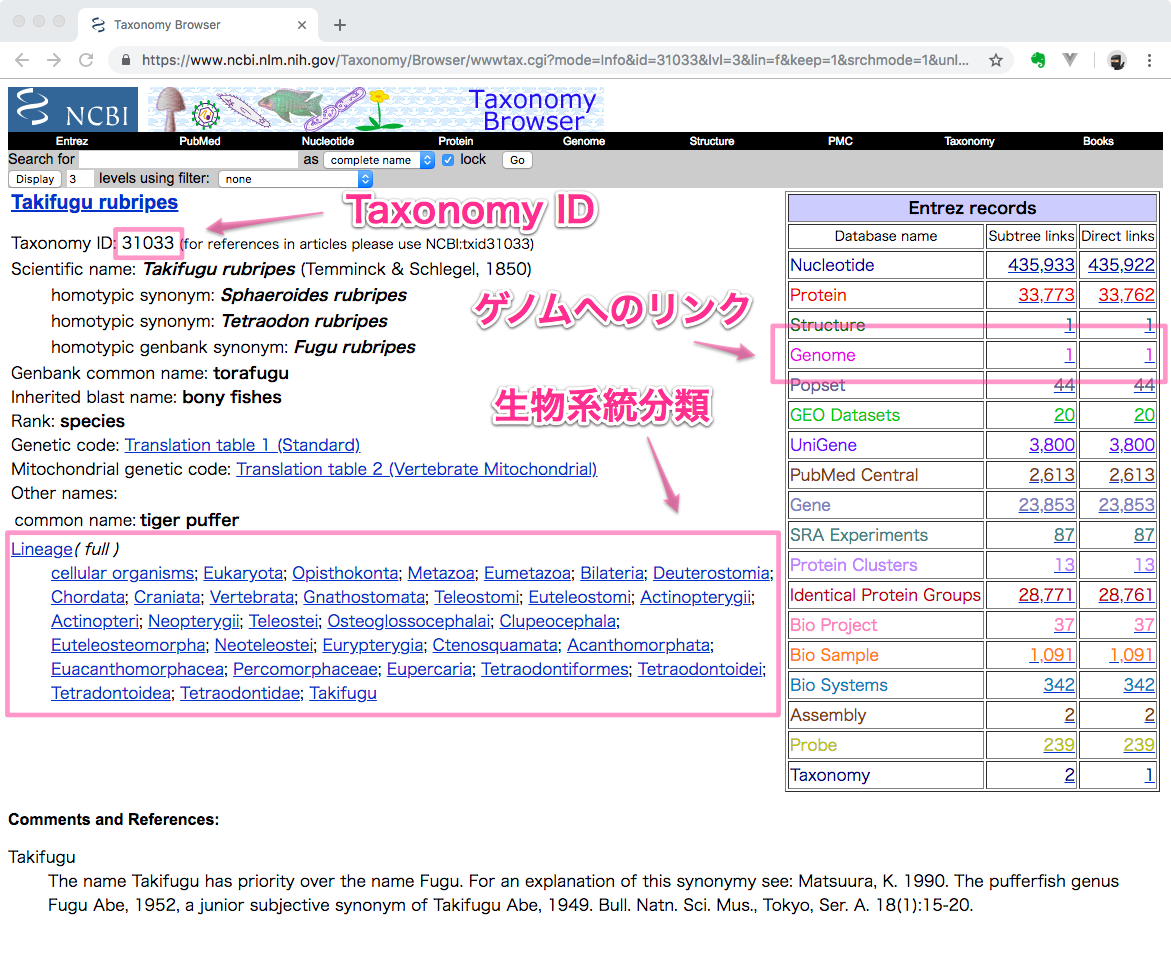 Taxonomy Browser
https://www.ncbi.nlm.nih.gov/Taxonomy/Browser/wwwtax.cgi?mode=Info&id=31033&lvl=3&lin=f&keep=1&srchmode=1&unl...
NCBI
Taxonomy
Browser
Entrez PubMed Nucleotide Protein Genome Structure PMC Taxonomy Books
Search for as complete name lock Go
Display 3 levels using filter: none
Takifugu rubripes
Taxonomy ID
Taxonomy ID: 31033 (for references in articles please use NCBI:txid31033)
Scientific name: Takifugu rubripes (Temminck & Schlegel, 1850)
homotypic synonym: Sphaeroides rubripes
homotypic synonym: Tetraodon rubripes
homotypic genbank synonym: Fugu rubripes
Genbank common name: torafugu
Inherited blast name: bony fishes
Rank: species
Genetic code: Translation table 1 (Standard)
Mitochondrial genetic code: Translation table 2 (Vertebrate Mitochondrial)
Other names:
common name: tiger puffer
ゲノムへのリンク
生物系統分類
Lineage( full )
cellular organisms; Eukaryota; Opisthokonta; Metazoa; Eumetazoa; Bilateria; Deuterostomia;
Chordata; Craniata; Vertebrata; Gnathostomata; Teleostomi; Euteleostomi; Actinopterygii;
Actinopteri; Neopterygii; Teleostei; Osteoglossocephalai; Clupeocephala;
Euteleosteomorpha; Neoteleostei; Eurypterygia; Ctenosquamata; Acanthomorphata;
Euacanthomorphacea; Percomorphaceae; Eupercaria; Tetraodontiformes; Tetraodontoidei;
Tetradontoidea; Tetraodontidae; Takifugu
Entrez records
Database name Subtree links Direct links
Nucleotide 435,933 435,922
Protein 33,773 33,762
Structure 1 1
Genome 1 1
Popset 44 44
GEO Datasets 20 20
UniGene 3,800 3,800
PubMed Central 2,613 2,613
Gene 23,853 23,853
SRA Experiments 87 87
Protein Clusters 13 13
Identical Protein Groups 28,771 28,761
Bio Project 37 37
Bio Sample 1,091 1,091
Bio Systems 342 342
Assembly 2 2
Probe 239 239
Taxonomy 2 1
Comments and References:
Takifugu
The name Takifugu has priority over the name Fugu. For an explanation of this synonymy see: Matsuura, K. 1990. The pufferfish genus
Fugu Abe, 1952, a junior subjective synonym of Takifugu Abe, 1949. Bull. Natn. Sci. Mus., Tokyo, Ser. A. 18(1):15-20.